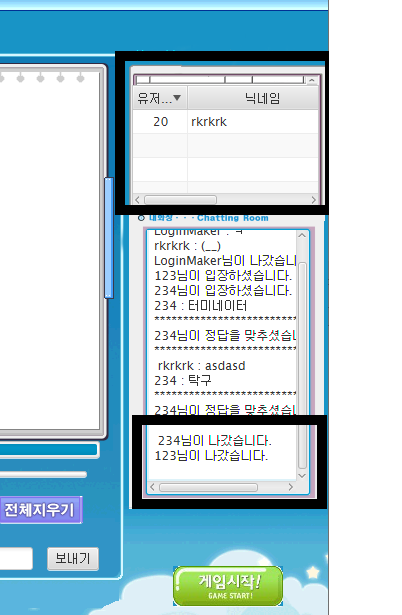 유저...▼ 닉네임
20 rkrkrk
대화창 · · · Chatting Room
LoginMaker : ㅋ
rkrkrk : (__)
LoginMaker님이 나갔습니
123님이 입장하셨습니다.
234님이 입장하셨습니다.
234 : 터미네이터
**************************
234님이 정답을 맞추셨습
**************************
rkrkrk : asdasd
234 : 탁구
**************************
234님이 정답을 맞추셨습
234님이 나갔습니다.
123님이 나갔습니다.
전체지우기
보내기
게임시작!
GAME START!